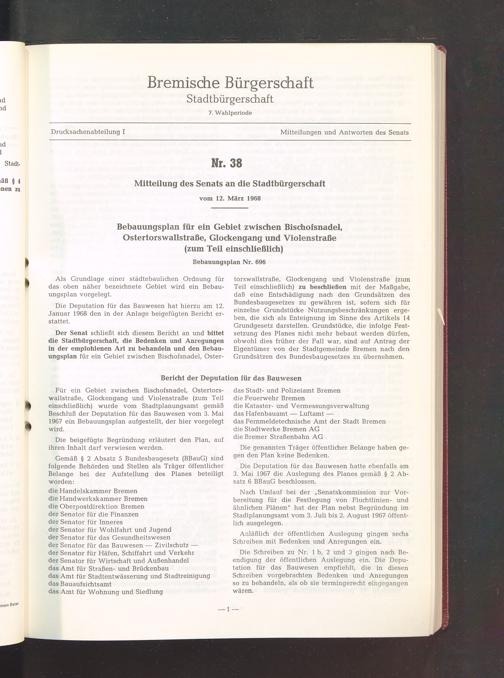 Bremische Bürgerschaft
Stadtbürgerschaft
7. Wahlperiode
Drucksachenabteilung I
Mitteilungen und Antworten des Senats
Nr. 38
Mitteilung des Senats an die Stadtbürgerschaft
vom 12. März 1968
Bebauungsplan für ein Gebiet zwischen Bischofsnadel,
Ostertorswallstraße, Glockengang und Violenstraße
(zum Teil einschließlich)
Bebauungsplan Nr. 696
Als Grundlage einer städtebaulichen Ordnung für
das oben näher bezeichnete Gebiet wird ein Bebau-
ungsplan vorgelegt.
Die Deputation für das Bauwesen hat hierzu am 12.
Januar 1968 den in der Anlage beigefügten Bericht er-
stattet.
Der Senat schließt sich diesem Bericht an und bittet
die Stadtbürgerschaft, die Bedenken und Anregungen
in der empfohlenen Art zu behandeln und den Bebau-
ungsplan für ein Gebiet zwischen Bischofsnadel, Oster-
torswallstraße, Glockengang und Violenstraße (zum
Teil einschließlich) zu beschließen mit der Maßgabe,
daß eine Entschädigung nach den Grundsätzen des
Bundesbaugesetzes zu gewähren ist, sofern sich für
einzelne Grundstücke Nutzungsbeschränkungen erge-
ben, die sich als Enteignung im Sinne des Artikels 14
Grundgesetz darstellen. Grundstücke, die infolge Fest-
setzung des Planes nicht mehr bebaut werden dürfen,
obwohl dies früher der Fall war, sind auf Antrag der
Eigentümer von der Stadtgemeinde Bremen nach den
Grundsätzen des Bundesbaugesetzes zu übernehmen.
Bericht der Deputation für das Bauwesen
Für ein Gebiet zwischen Bischofsnadel, Ostertors-
wallstraße, Glockengang und Violenstraße (zum Teil
einschließlich) wurde vom Stadtplanungsamt gemäß
Beschluß der Deputation für das Bauwesen vom 3. Mai
1967 ein Bebauungsplan aufgestellt, der hier vorgelegt
wird.
Die beigefügte Begründung erläutert den Plan, auf
ihren Inhalt darf verwiesen werden.
Gemäß § 2 Absatz 5 Bundesbaugesetz (BBauG) sind
folgende Behörden und Stellen als Träger öffentlicher
Belange bei der Aufstellung des Planes beteiligt
worden:
die Handelskammer Bremen
die Handwerkskammer Bremen
die Oberpostdirektion Bremen
der Senator für die Finanzen
der Senator für Inneres
der Senator für Wohlfahrt und Jugend
der Senator für das Gesundheitswesen
der Senator für das Bauwesen — Zivilschutz —
der Senator für Häfen, Schiffahrt und Verkehr
der Senator für Wirtschaft und Außenhandel
das Amt für Straßen- und Brückenbau
das Amt für Stadtentwässerung und Stadtreinigung
das Bauaufsichtsamt
das Amt für Wohnung und Siedlung
das Stadt- und Polizeiamt Bremen
die Feuerwehr Bremen
die Kataster- und Vermessungsverwaltung
das Hafenbauamt — Luftamt —
das Fernmeldetechnische Amt der Stadt Bremen
die Stadtwerke Bremen AG
die Bremer Straßenbahn AG
Die genannten Träger öffentlicher Belange haben ge-
gen den Plan keine Bedenken.
Die Deputation für das Bauwesen hatte ebenfalls am
3. Mai 1967 die Auslegung des Planes gemäß § 2 Ab-
satz 6 BBauG beschlossen.
Nach Umlauf bei der „Senatskommission zur Vor-
bereitung für die Festlegung von Fluchtlinien- und
ähnlichen Plänen" hat der Plan nebst Begründung im
Stadtplanungsamt vom 3. Juli bis 2. August 1967 öffent-
lich ausgelegen.
Anläßlich der öffentlichen Auslegung gingen sechs
Schreiben mit Bedenken und Anregungen ein.
Die Schreiben zu Nr. 1 b, 2 und 3 gingen nach Be-
endigung der öffentlichen Auslegung ein. Die Depu-
tation für das Bauwesen empfiehlt, die in diesen
Schreiben vorgebrachten Bedenken und Anregungen
so zu behandeln, als ob sie termingerecht eingegangen
wären.
— 1 —